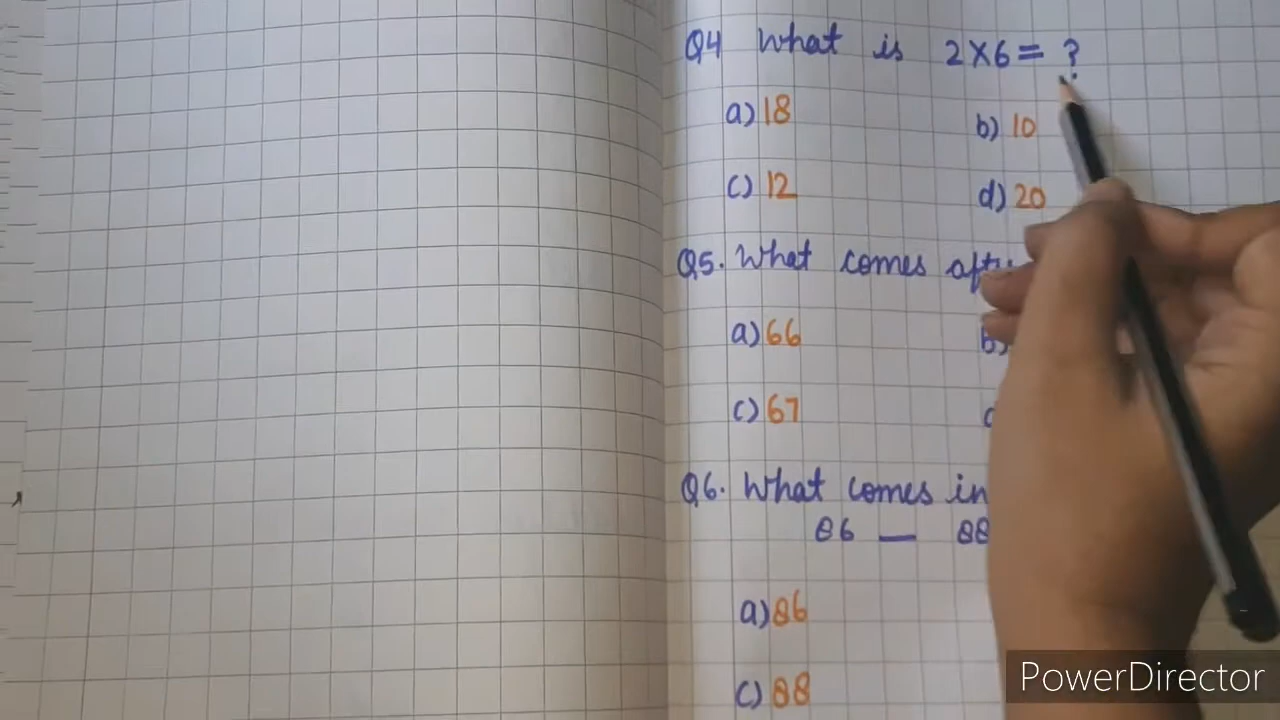 Q4 What is 2×6= ?
a) 18 b) 10
c) 12 d) 20
Q5. What comes
a) 66 b)
c) 67
Q6. What comes in
86 — 88
a) 86
c) 88
PowerDirector